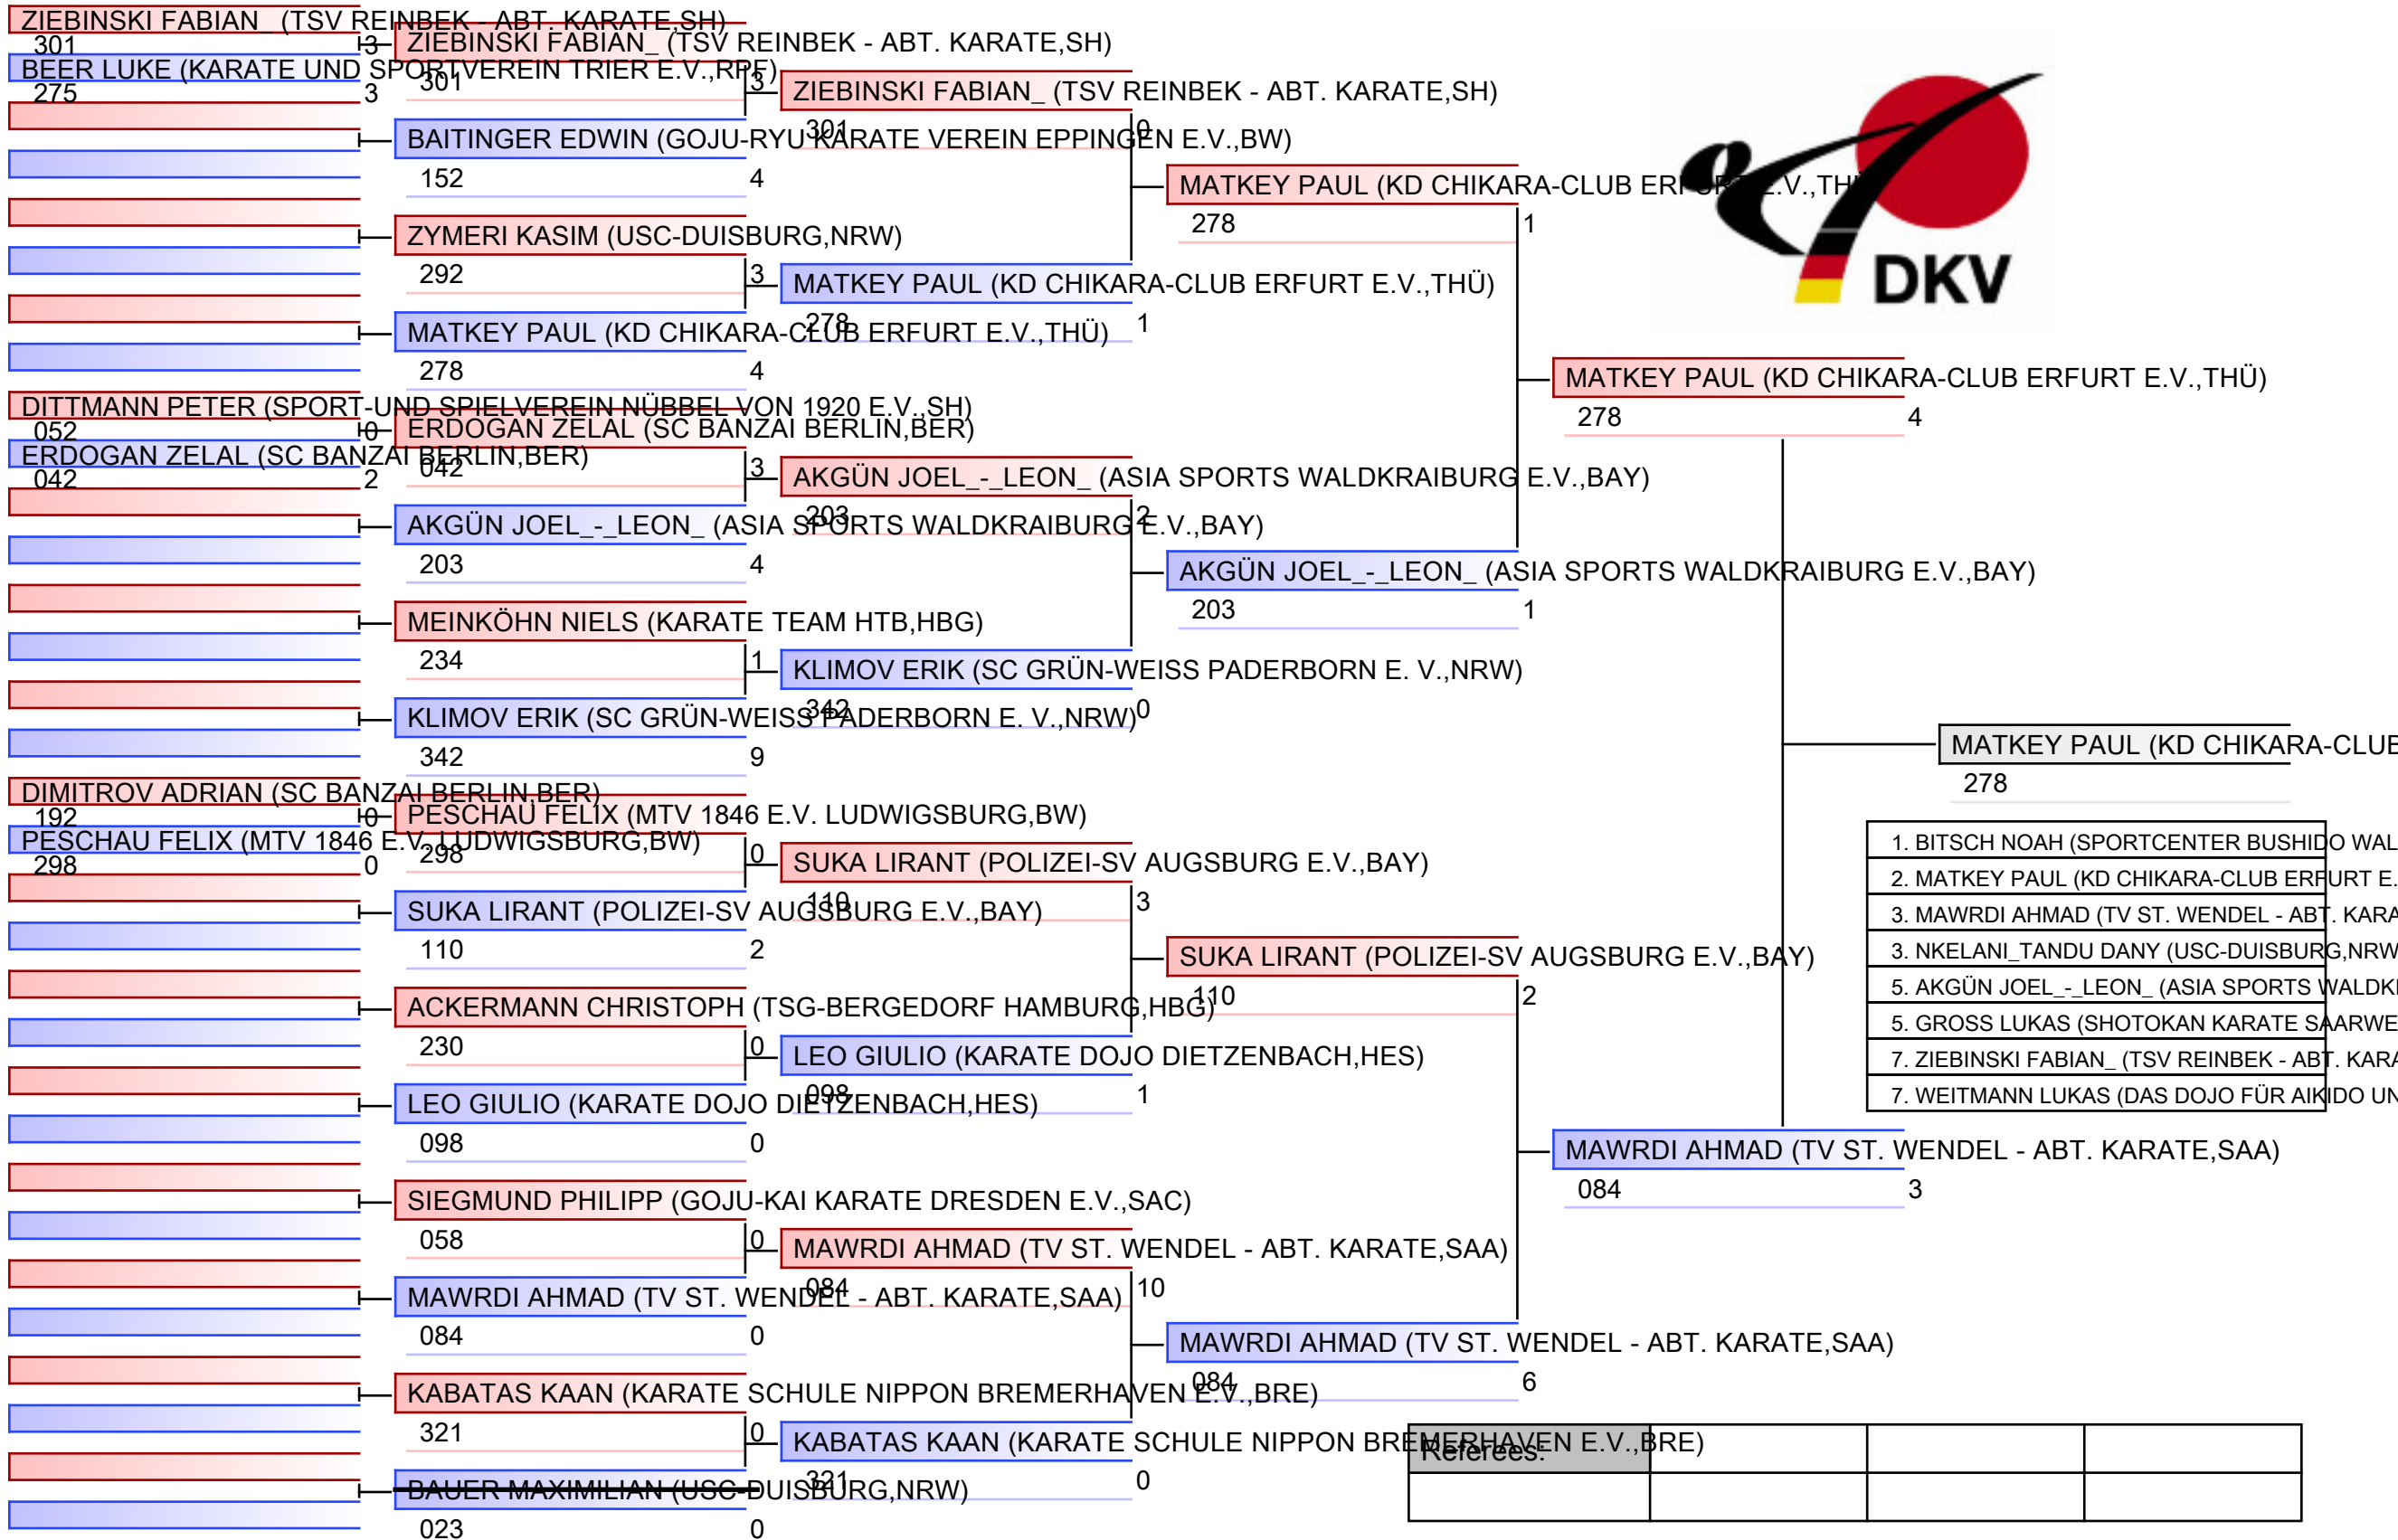 ZIEBINSKI FABIAN_ (TSV REINBEK - ABT. KARATE,SH)
301 3
BEER LUKE (KARATE UND SPORTVEREIN TRIER E.V.,RPF)
275 3
DITTMANN PETER (SPORT-UND SPIELVEREIN NÜBBEL VON 1920 E.V.,SH)
052 0
ERDOGAN ZELAL (SC BANZAI BERLIN,BER)
042 2
DIMITROV ADRIAN (SC BANZAI BERLIN,BER)
192 0
PESCHAU FELIX (MTV 1846 E.V. LUDWIGSBURG,BW)
298 0
ZIEBINSKI FABIAN_ (TSV REINBEK - ABT. KARATE,SH)
301 3
BAITINGER EDWIN (GOJU-RYU KARATE VEREIN EPPINGEN E.V.,BW)
152 4
ZYMERI KASIM (USC-DUISBURG,NRW)
292 3
MATKEY PAUL (KD CHIKARA-CLUB ERFURT E.V.,THÜ)
278 4
ERDOGAN ZELAL (SC BANZAI BERLIN,BER)
042 3
AKGÜN JOEL_-_LEON_ (ASIA SPORTS WALDKRAIBURG E.V.,BAY)
203 4
MEINKÖHN NIELS (KARATE TEAM HTB,HBG)
234 1
KLIMOV ERIK (SC GRÜN-WEISS PADERBORN E. V.,NRW)
342 9
PESCHAU FELIX (MTV 1846 E.V. LUDWIGSBURG,BW)
298 0
SUKA LIRANT (POLIZEI-SV AUGSBURG E.V.,BAY)
110 2
ACKERMANN CHRISTOPH (TSG-BERGEDORF HAMBURG,HBG)
230 0
LEO GIULIO (KARATE DOJO DIETZENBACH,HES)
098 0
SIEGMUND PHILIPP (GOJU-KAI KARATE DRESDEN E.V.,SAC)
058 0
MAWRDI AHMAD (TV ST. WENDEL - ABT. KARATE,SAA)
084 0
KABATAS KAAN (KARATE SCHULE NIPPON BREMERHAVEN E.V.,BRE)
321 0
BAUER MAXIMILIAN (USC-DUISBURG,NRW)
023 0
ZIEBINSKI FABIAN_ (TSV REINBEK - ABT. KARATE,SH)
301 0
MATKEY PAUL (KD CHIKARA-CLUB ERFURT E.V.,THÜ)
278 1
AKGÜN JOEL_-_LEON_ (ASIA SPORTS WALDKRAIBURG E.V.,BAY)
203 2
KLIMOV ERIK (SC GRÜN-WEISS PADERBORN E. V.,NRW)
342 0
SUKA LIRANT (POLIZEI-SV AUGSBURG E.V.,BAY)
110 3
LEO GIULIO (KARATE DOJO DIETZENBACH,HES)
098 1
MAWRDI AHMAD (TV ST. WENDEL - ABT. KARATE,SAA)
084 10
KABATAS KAAN (KARATE SCHULE NIPPON BREMERHAVEN E.V.,BRE)
321 0
MATKEY PAUL (KD CHIKARA-CLUB ERFURT E.V.,THÜ
278 1
AKGÜN JOEL_-_LEON_ (ASIA SPORTS WALDKRAIBURG E.V.,BAY)
203 1
SUKA LIRANT (POLIZEI-SV AUGSBURG E.V.,BAY)
110 2
MAWRDI AHMAD (TV ST. WENDEL - ABT. KARATE,SAA)
084 6
DKV
MATKEY PAUL (KD CHIKARA-CLUB ERFURT E.V.,THÜ)
278 4
MAWRDI AHMAD (TV ST. WENDEL - ABT. KARATE,SAA)
084 3
MATKEY PAUL (KD CHIKARA-CLUB
278
1. BITSCH NOAH (SPORTCENTER BUSHIDO WAL
2. MATKEY PAUL (KD CHIKARA-CLUB ERFURT E.
3. MAWRDI AHMAD (TV ST. WENDEL - ABT. KARA
3. NKELANI_TANDU DANY (USC-DUISBURG,NRW
5. AKGÜN JOEL_-_LEON_ (ASIA SPORTS WALDK
5. GROSS LUKAS (SHOTOKAN KARATE SAARWE
7. ZIEBINSKI FABIAN_ (TSV REINBEK - ABT. KARA
7. WEITMANN LUKAS (DAS DOJO FÜR AIKIDO UN
Referees: